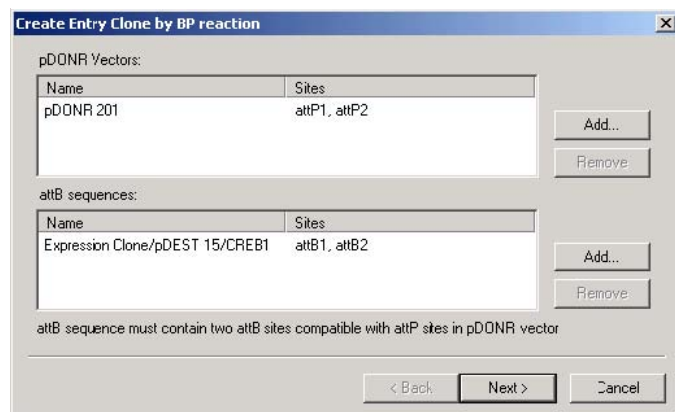 Create Entry Clone by BP reaction
pDONR Vectors:
Name Sites
pDONR 201 attP1, attP2
Add...
Remove
attB sequences:
Name Sites
Expression Clone/pDEST 15/CREB1 attB1, attB2
Add...
Remove
attB sequence must contain two attB sites compatible with attP sites in pDONR vector
< Back Next > Cancel